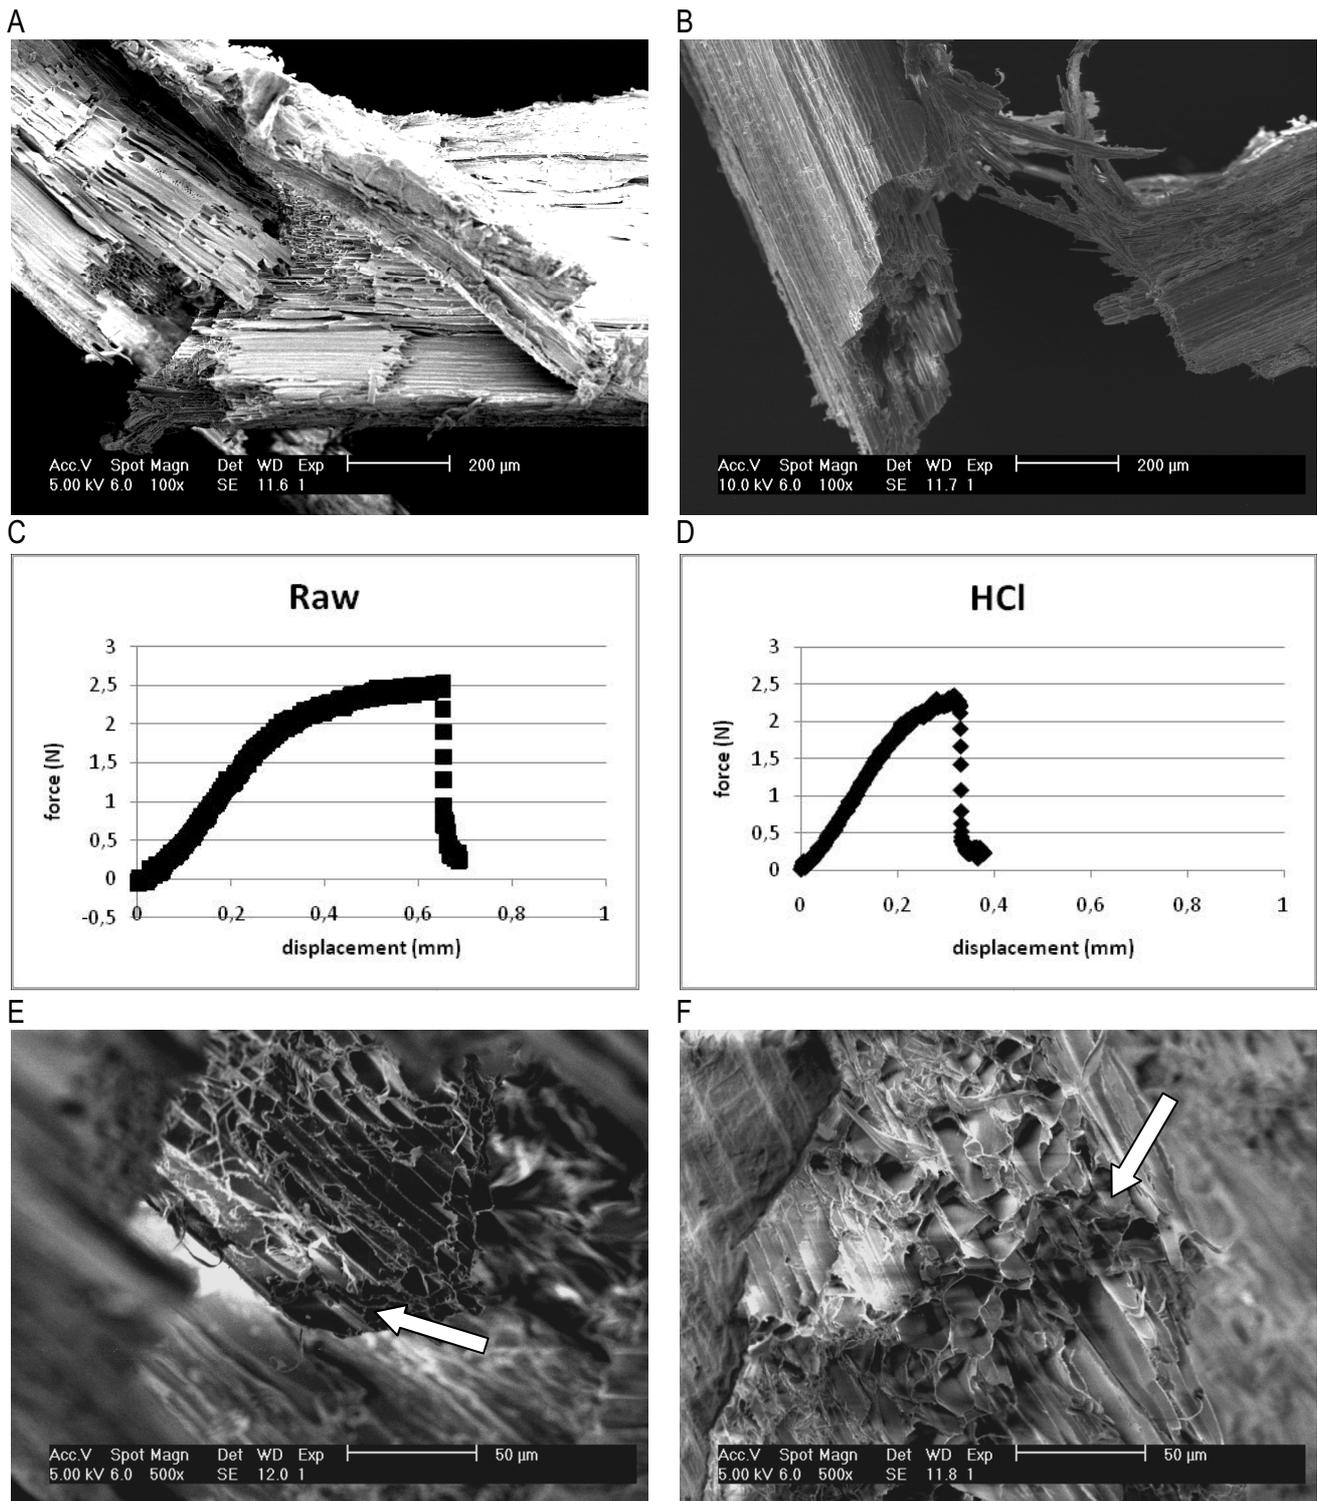 A
B
Acc.V Spot Magn Det WD Exp 200 µm
5.00 kV 6.0 100x SE 11.6 1
Acc.V Spot Magn Det WD Exp 200 µm
10.0 kV 6.0 100x SE 11.7 1
C
D
Raw
3
2,5
2
1,5
1
0,5
0
-0,5
force (N)
0 0,2 0,4 0,6 0,8 1
displacement (mm)
HCl
3
2,5
2
1,5
1
0,5
0
force (N)
0 0,2 0,4 0,6 0,8 1
displacement (mm)
E
F
Acc.V Spot Magn Det WD Exp 50 µm
5.00 kV 6.0 500x SE 12.0 1
Acc.V Spot Magn Det WD Exp 50 µm
5.00 kV 6.0 500x SE 11.8 1